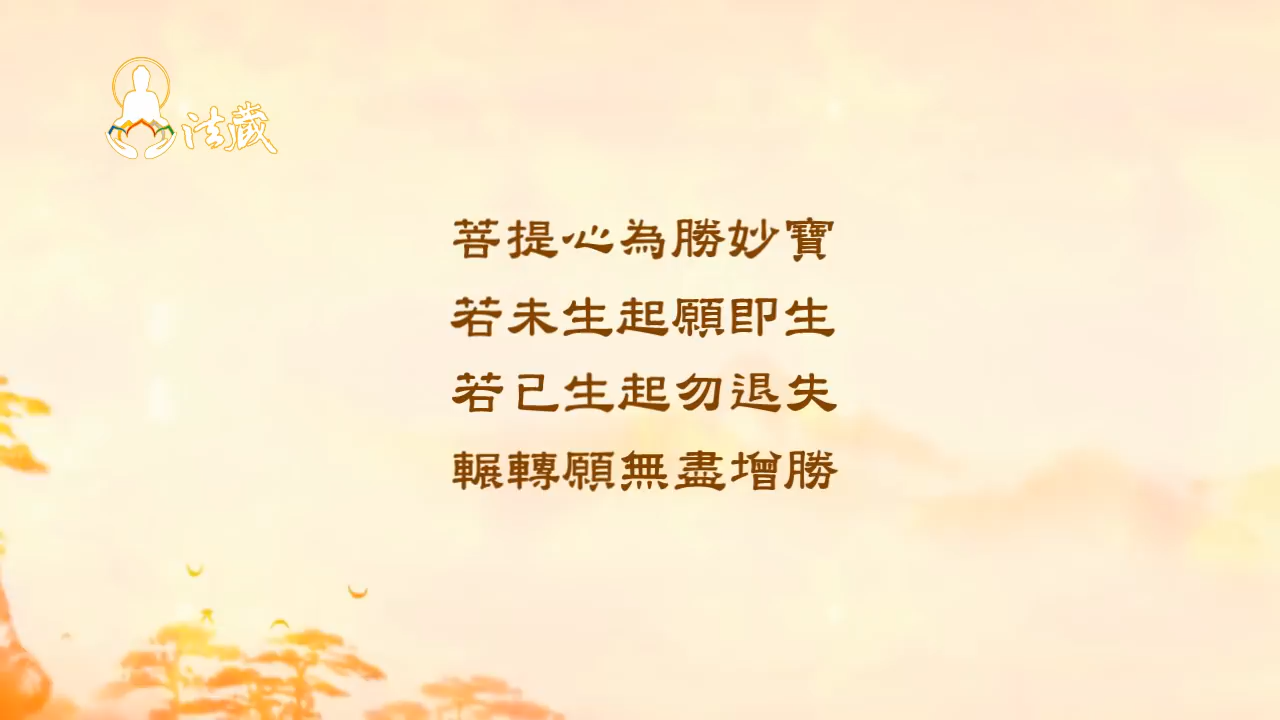 法藏
菩提心為勝妙寶
若未生起願即生
若已生起勿退失
輾轉願無盡增勝